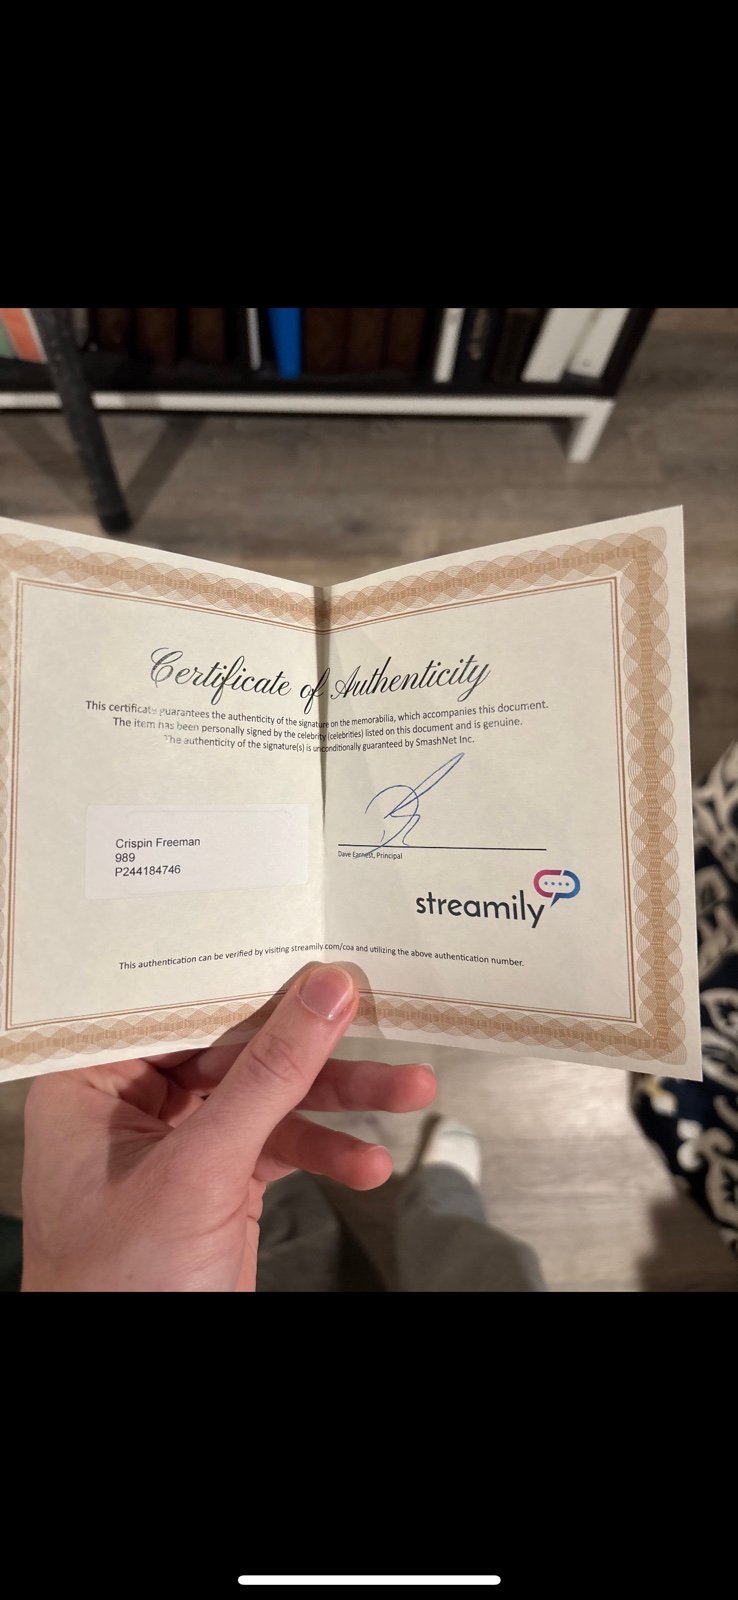 Certificate of Authenticity
This certificate guarantees the authenticity of the signature on the memorabilia, which accompanies this document.
The item has been personally signed by the celebrity (celebrities) listed on this document and is genuine.
The authenticity of the signature(s) is unconditionally guaranteed by SmashNet Inc.
Crispin Freeman
989
P244184746
Dave Earnest, Principal
streamily
This authentication can be verified by visiting streamily.com/coa and utilizing the above authentication number.